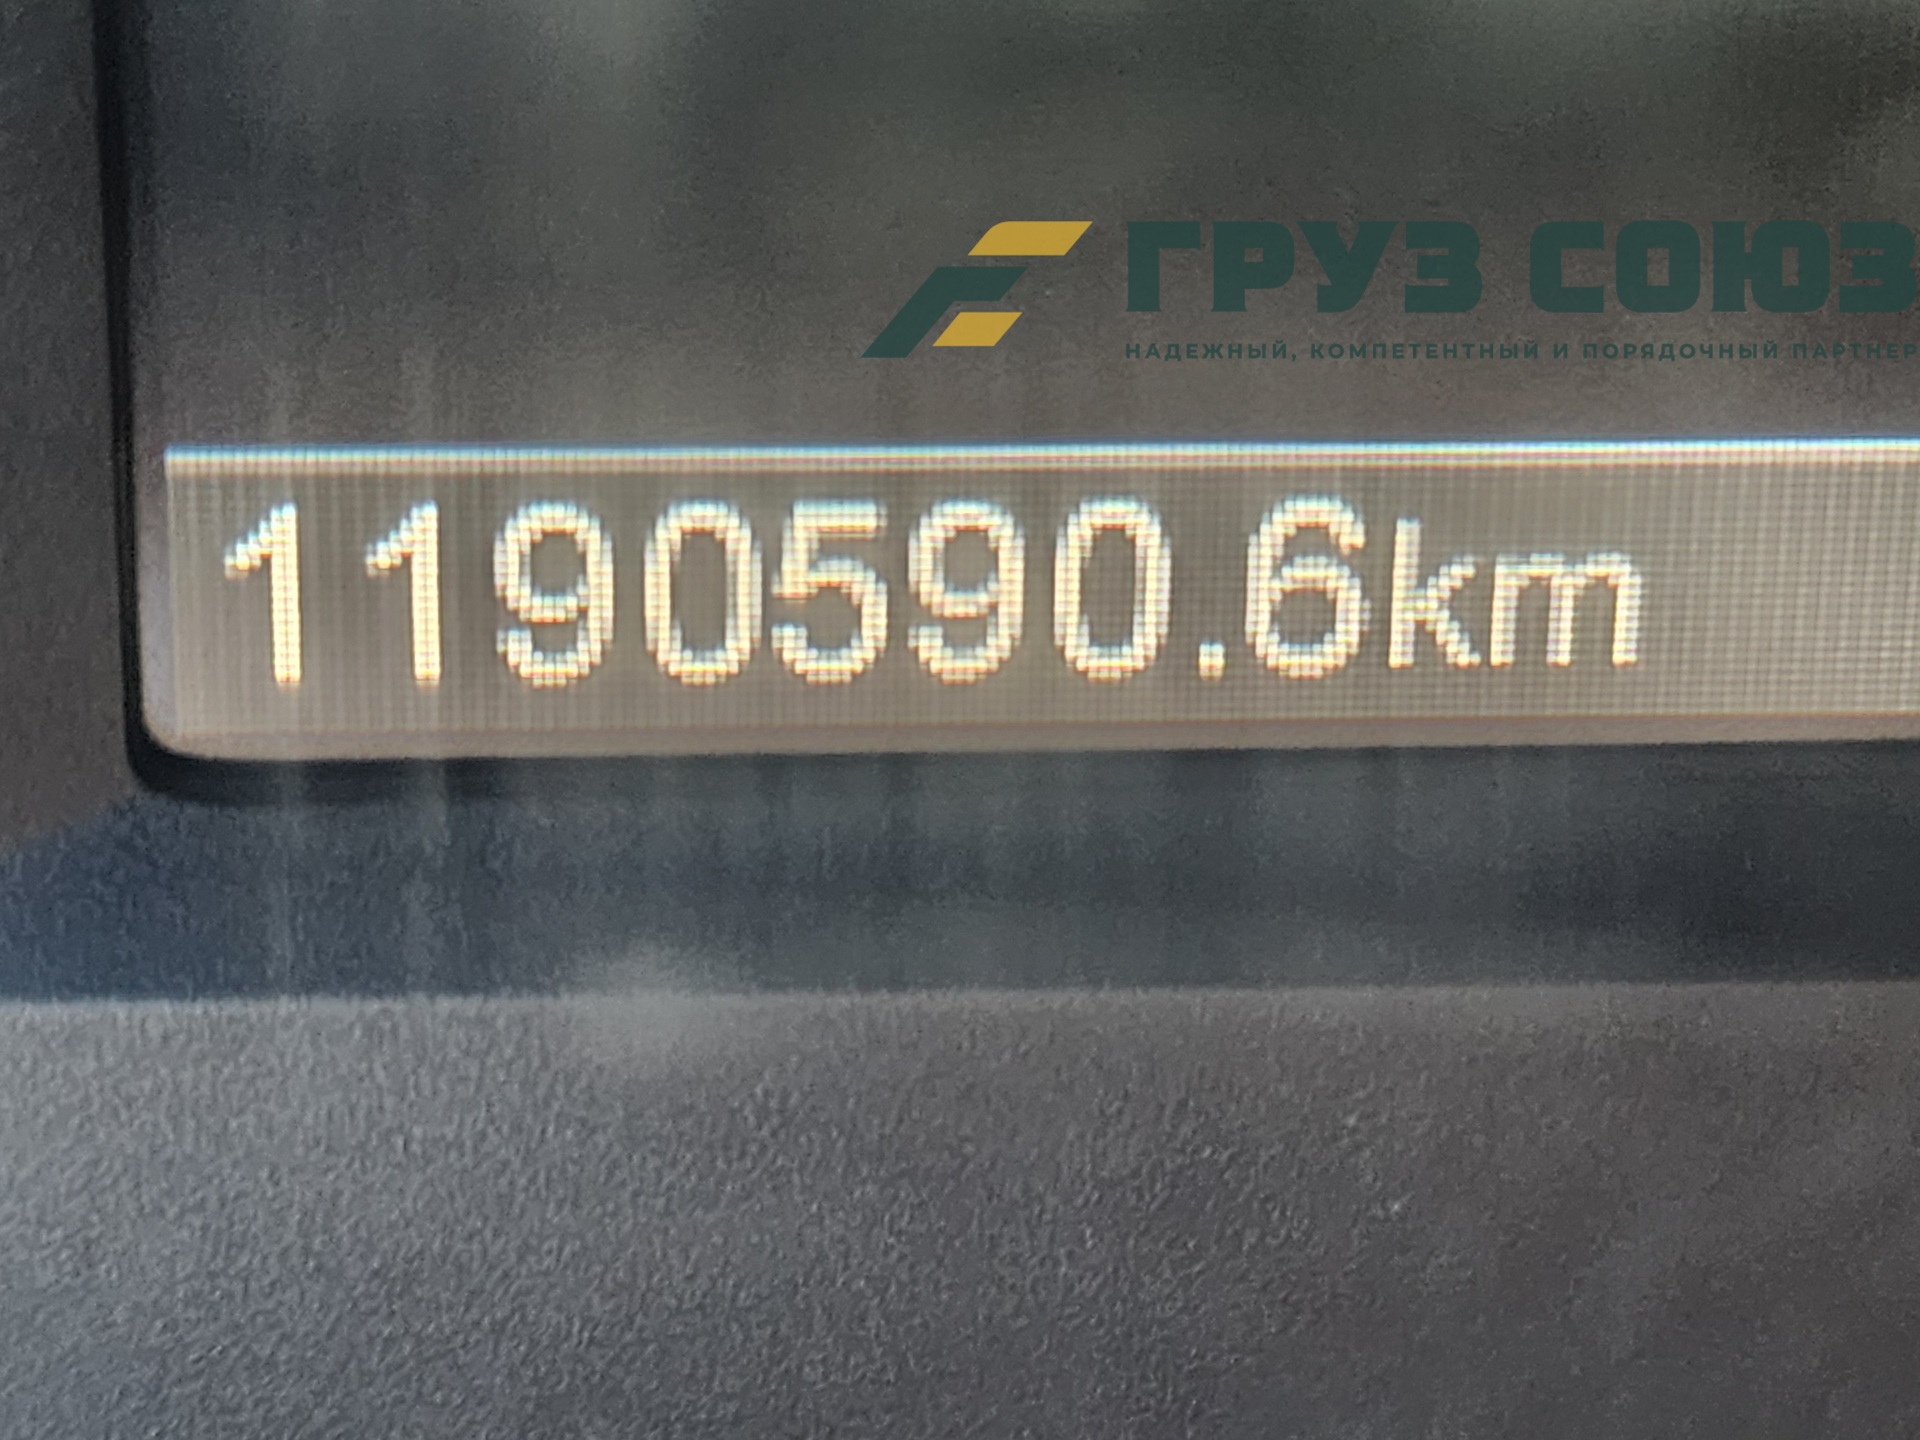 ГРУЗ СОЮЗ
НАДЕЖНЫЙ, КОМПЕТЕНТНЫЙ И ПОРЯДОЧНЫЙ ПАРТНЕР
1190590.6km